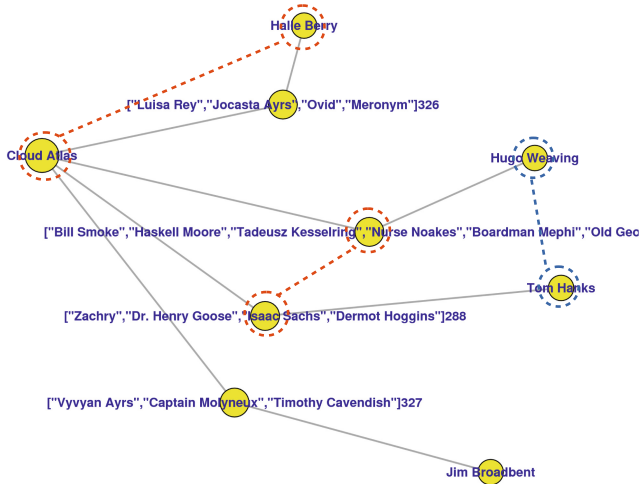 Halle Berry
["Luisa Rey","Jocasta Ayrs","Ovid","Meronym"]326
Cloud Atlas
Hugo Weaving
["Bill Smoke","Haskell Moore","Tadeusz Kesselring","Nurse Noakes","Boardman Mephi","Old Geo
Tom Hanks
["Zachry","Dr. Henry Goose","Isaac Sachs","Dermot Hoggins"]288
["Vyvyan Ayrs","Captain Molyneux","Timothy Cavendish"]327
Jim Broadbent